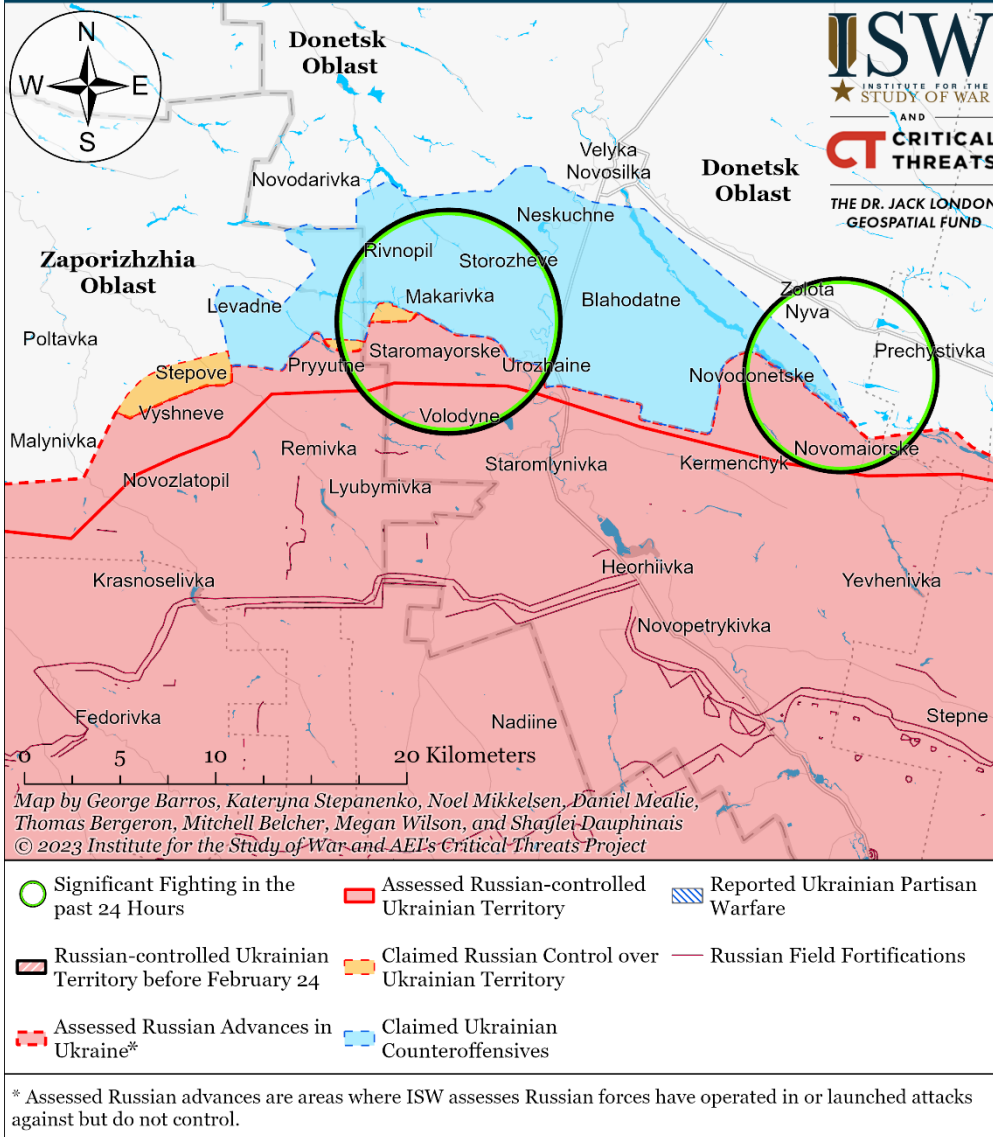 N
W E
S
Donetsk
Oblast
ISW
INSTITUTE FOR THE
STUDY OF WAR
AND
CT CRITICAL
THREATS
THE DR. JACK LONDON
GEOSPATIAL FUND
Velyka
Novosilka
Donetsk
Oblast
Novodarivka
Neskuchne
Zaporizhzhia
Oblast
Rivnopil
Storozheve
Levadne
Makarivka
Blahodatne
Zolota
Nyva
Poltavka
Staromayorske
Prechystivka
Stepove
Pryyutne
Urozhaine
Novodonetske
Vyshneve
Volodyne
Malynivka
Remivka
Novomaiorske
Staromlynivka
Kermenchyk
Novozlatopil
Lyubymivka
Krasnoselivka
Heorhiivka
Yevhenivka
Novopetrykivka
Fedorivka
Nadiine
Stepne
0 5 10 20 Kilometers
Map by George Barros, Kateryna Stepanenko, Noel Mikkelsen, Daniel Mealie,
Thomas Bergeron, Mitchell Belcher, Megan Wilson, and Shaylei Dauphinais
© 2023 Institute for the Study of War and AEI's Critical Threats Project
Significant Fighting in the
past 24 Hours
Assessed Russian-controlled
Ukrainian Territory
Reported Ukrainian Partisan
Warfare
Russian-controlled Ukrainian
Territory before February 24
Claimed Russian Control over
Ukrainian Territory
Russian Field Fortifications
Assessed Russian Advances in
Ukraine*
Claimed Ukrainian
Counteroffensives
* Assessed Russian advances are areas where ISW assesses Russian forces have operated in or launched attacks
against but do not control.